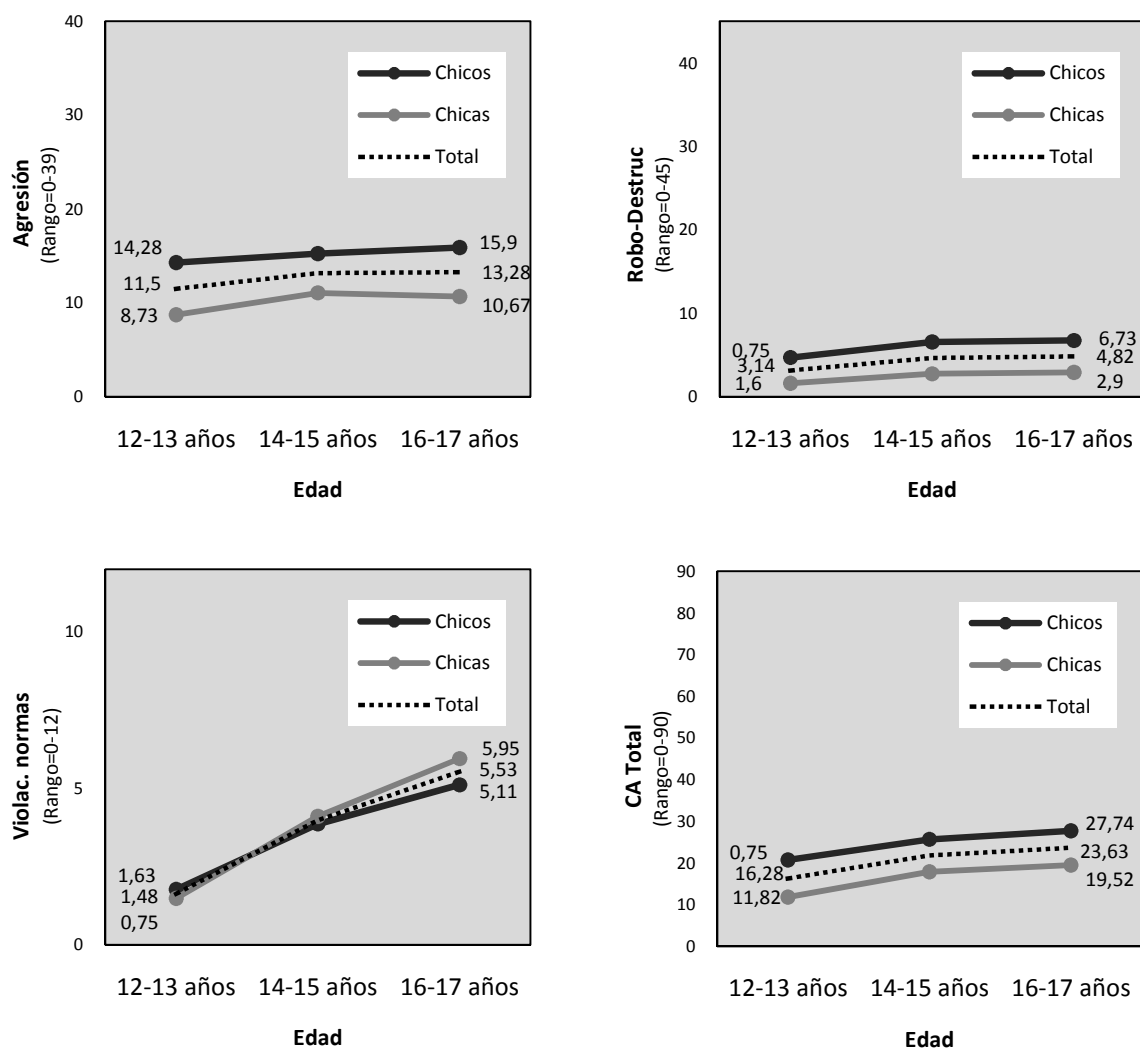 40
30
20
10
0
Agresión
(Rango=0-39)
Chicos
Chicas
Total
14,28
11,5
8,73
15,9
13,28
10,67
12-13 años 14-15 años 16-17 años
Edad
40
30
20
10
0
Robo-Destruc
(Rango=0-45)
Chicos
Chicas
Total
0,75
3,14
1,6
6,73
4,82
2,9
12-13 años 14-15 años 16-17 años
Edad
10
5
0
Violac. normas
(Rango=0-12)
Chicos
Chicas
Total
1,63
1,48
0,75
5,95
5,53
5,11
12-13 años 14-15 años 16-17 años
Edad
90
80
70
60
50
40
30
20
10
0
CA Total
(Rango=0-90)
Chicos
Chicas
Total
0,75
16,28
11,82
27,74
23,63
19,52
12-13 años 14-15 años 16-17 años
Edad